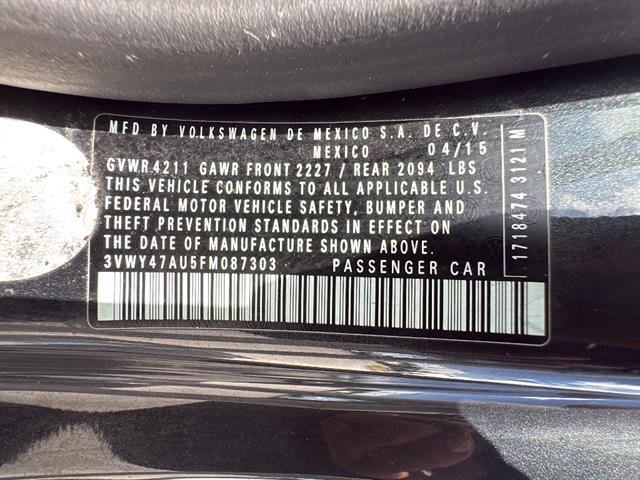 MFD BY VOLKSWAGEN DE MEXICO S.A. DE C.V.
MEXICO 04/15
GVWR 4211 GAWR FRONT 2227 / REAR 2094 LBS
THIS VEHICLE CONFORMS TO ALL APPLICABLE U.S.
FEDERAL MOTOR VEHICLE SAFETY, BUMPER AND
THEFT PREVENTION STANDARDS IN EFFECT ON
THE DATE OF MANUFACTURE SHOWN ABOVE.
3VWY47AU5FM087303 PASSENGER CAR
1718474 3121 M